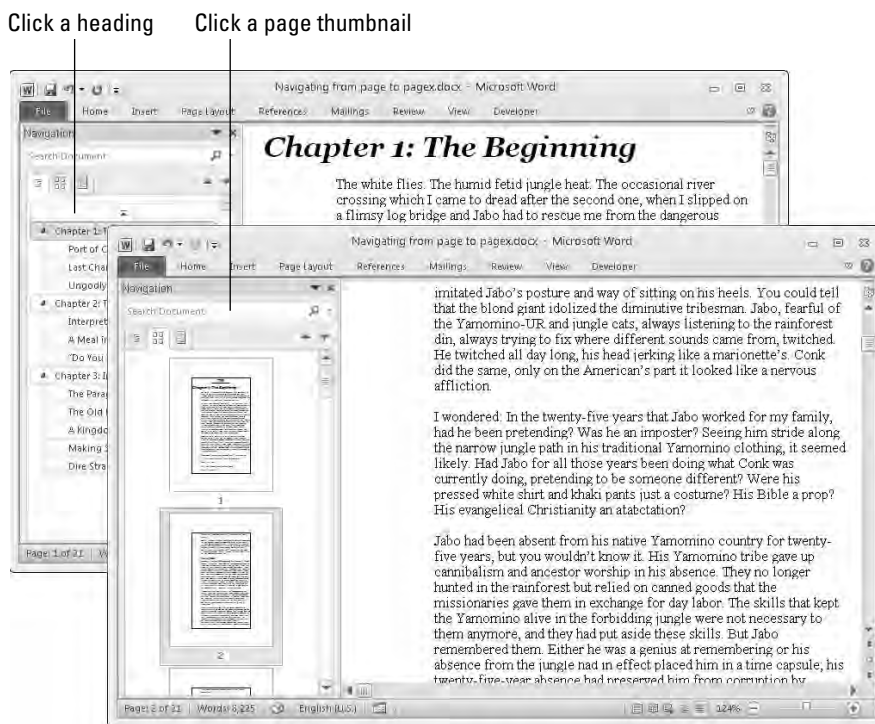 Click a heading
Click a page thumbnail
Navigating from page to pagex.docx - Microsoft Word
File Home Insert Page Layout References Mailings Review View Developer
Navigation
Search Document
Chapter 1: The Beginning
The white flies. The humid fetid jungle heat. The occasional river
crossing which I came to dread after the second one, when I slipped on
a flimsy log bridge and Jabo had to rescue me from the dangerous
Chapter 1: T
Port of C
Last Cha
Ungodly
Chapter 2: T
Interpret
A Meal in
"Do You
Chapter 3: I
The Para
The Old
A Kingdo
Making
Dire Stra
Page: 1 of 21
Navigating from page to pagex.docx - Microsoft Word
File Home Insert Page Layout References Mailings Review View Developer
Navigation
Search Document
1
2
imitated Jabo's posture and way of sitting on his heels. You could tell
that the blond giant idolized the diminutive tribesman. Jabo, fearful of
the Yamomino-UR and jungle cats, always listening to the rainforest
din, always trying to fix where different sounds came from, twitched.
He twitched all day long, his head jerking like a marionette's. Conk
did the same, only on the American's part it looked like a nervous
affliction.
I wondered: In the twenty-five years that Jabo worked for my family,
had he been pretending? Was he an imposter? Seeing him stride along
the narrow jungle path in his traditional Yamomino clothing, it seemed
likely. Had Jabo for all those years been doing what Conk was
currently doing, pretending to be someone different? Were his
pressed white shirt and khaki pants just a costume? His Bible a prop?
His evangelical Christianity an atabctation?
Jabo had been absent from his native Yamomino country for twenty-
five years, but you wouldn't know it. His Yamomino tribe gave up
cannibalism and ancestor worship in his absence. They no longer
hunted in the rainforest but relied on canned goods that the
missionaries gave them in exchange for day labor. The skills that kept
the Yamomino alive in the forbidding jungle were not necessary to
them anymore, and they had put aside these skills. But Jabo
remembered them. Either he was a genius at remembering or his
absence from the jungle had in effect placed him in a time capsule; his
twenty-five-year absence had preserved him from corruption by
Page: 2 of 21 Words: 8,225 English (U.S.) 124%